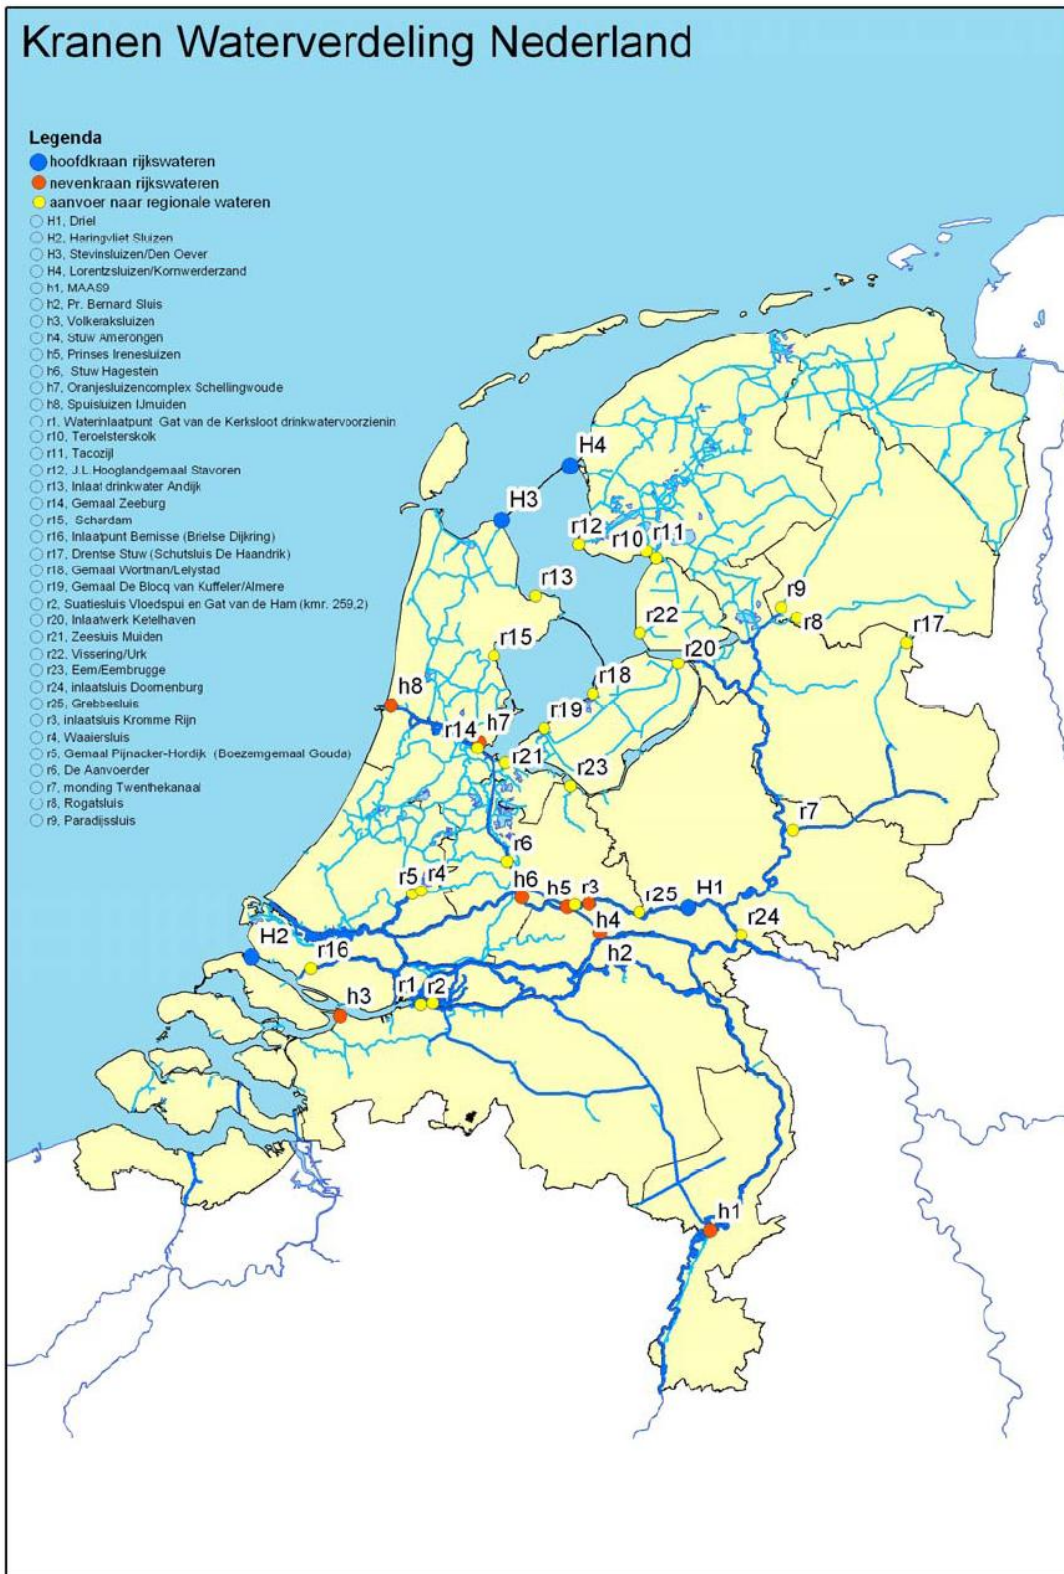 Kranen Waterverdeling Nederland
Legenda
hoofdkraan rijkswateren
nevenkraan rijkswateren
aanvoer naar regionale wateren
H1, Driel
H2, Haringvliet Sluizen
H3, Stevinsluizen/Den Oever
H4, Lorentzsluizen/Kornwerderzand
h1, MAAS9
h2, Pr. Bernard Sluis
h3, Volkeraksluizen
h4, Stuw Amerongen
h5, Prinses Irenesluizen
h6, Stuw Hagestein
h7, Oranjesluizencomplex Schellingwoude
h8, Spuisluizen IJmuiden
r1, Waterinlaatpunt Gat van de Kerksloot drinkwatervoorzienin
r10, Teroelsterskolk
r11, Tacozijl
r12, J.L.Hooglandgemaal Stavoren
r13, Inlaat drinkwater Andijk
r14, Gemaal Zeeburg
r15, Schardam
r16, Inlaatpunt Bernisse (Brielse Dijkring)
r17, Drentse Stuw (Schutsluis De Haandrik)
r18, Gemaal Wortman/Lelystad
r19, Gemaal De Blocq van Kuffeler/Almere
r2, Suatiesluis Vloedspui en Gat van de Ham (kmr. 259,2)
r20, Inlaatwerk Ketelhaven
r21, Zeesluis Muiden
r22, Vissering/Urk
r23, Eem/Eembrugge
r24, inlaatsluis Doornenburg
r25, Grebbesluis
r3, inlaatsluis Kromme Rijn
r4, Waaiersluis
r5, Gemaal Pijnacker-Hordijk (Boezemgemaal Gouda)
r6, De Aanvoerder
r7, monding Twenthekanaal
r8, Rogatsluis
r9, Paradijssluis
H4
H3
r12
r10
r11
r13
r9
r8
r22
r17
r15
r20
r18
h8
r14
h7
r19
r21
r23
r7
r6
r5
r4
h6
h5
r3
r25
H1
r24
h4
H2
r16
h2
r1
r2
h3
h1